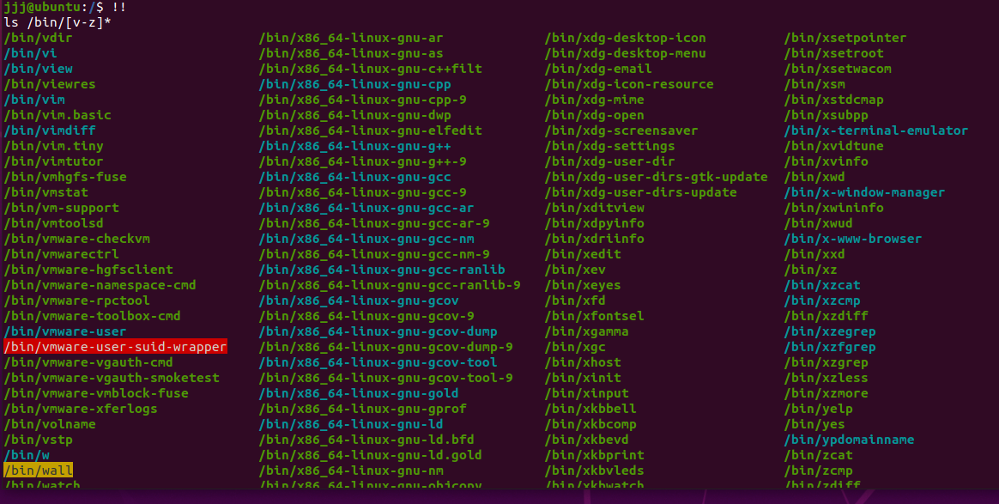 jjj@ubuntu:/$ !!
ls /bin/[v-z]*
/bin/vdir /bin/x86_64-linux-gnu-ar /bin/xdg-desktop-icon /bin/xsetpointer
/bin/vi /bin/x86_64-linux-gnu-as /bin/xdg-desktop-menu /bin/xsetroot
/bin/view /bin/x86_64-linux-gnu-c++filt /bin/xdg-email /bin/xsetwacom
/bin/viewres /bin/x86_64-linux-gnu-cpp /bin/xdg-icon-resource /bin/xsm
/bin/vim /bin/x86_64-linux-gnu-cpp-9 /bin/xdg-mime /bin/xstdcmap
/bin/vim.basic /bin/x86_64-linux-gnu-dwp /bin/xdg-open /bin/xsubpp
/bin/vimdiff /bin/x86_64-linux-gnu-elfedit /bin/xdg-screensaver /bin/x-terminal-emulator
/bin/vim.tiny /bin/x86_64-linux-gnu-g++ /bin/xdg-settings /bin/xvidtune
/bin/vimtutor /bin/x86_64-linux-gnu-g++-9 /bin/xdg-user-dir /bin/xvinfo
/bin/vmhgfs-fuse /bin/x86_64-linux-gnu-gcc /bin/xdg-user-dirs-gtk-update /bin/xwd
/bin/vmstat /bin/x86_64-linux-gnu-gcc-9 /bin/xdg-user-dirs-update /bin/x-window-manager
/bin/vm-support /bin/x86_64-linux-gnu-gcc-ar /bin/xditview /bin/xwininfo
/bin/vmtoolsd /bin/x86_64-linux-gnu-gcc-ar-9 /bin/xdpyinfo /bin/xwud
/bin/vmware-checkvm /bin/x86_64-linux-gnu-gcc-nm /bin/xdriinfo /bin/x-www-browser
/bin/vmwarectrl /bin/x86_64-linux-gnu-gcc-nm-9 /bin/xedit /bin/xxd
/bin/vmware-hgfsclient /bin/x86_64-linux-gnu-gcc-ranlib /bin/xev /bin/xz
/bin/vmware-namespace-cmd /bin/x86_64-linux-gnu-gcc-ranlib-9 /bin/xeyes /bin/xzcat
/bin/vmware-rpctool /bin/x86_64-linux-gnu-gcov /bin/xfd /bin/xzcmp
/bin/vmware-toolbox-cmd /bin/x86_64-linux-gnu-gcov-9 /bin/xfontsel /bin/xzdiff
/bin/vmware-user /bin/x86_64-linux-gnu-gcov-dump /bin/xgamma /bin/xzegrep
/bin/vmware-user-suid-wrapper /bin/x86_64-linux-gnu-gcov-dump-9 /bin/xgc /bin/xzfgrep
/bin/vmware-vgauth-cmd /bin/x86_64-linux-gnu-gcov-tool /bin/xhost /bin/xzgrep
/bin/vmware-vgauth-smoketest /bin/x86_64-linux-gnu-gcov-tool-9 /bin/xinit /bin/xzless
/bin/vmware-vmblock-fuse /bin/x86_64-linux-gnu-gold /bin/xinput /bin/xzmore
/bin/vmware-xferlogs /bin/x86_64-linux-gnu-gprof /bin/xkbbell /bin/yelp
/bin/volname /bin/x86_64-linux-gnu-ld /bin/xkbcomp /bin/yes
/bin/vstp /bin/x86_64-linux-gnu-ld.bfd /bin/xkbevd /bin/ypdomainname
/bin/w /bin/x86_64-linux-gnu-ld.gold /bin/xkbprint /bin/zcat
/bin/wall /bin/x86_64-linux-gnu-nm /bin/xkbvleds /bin/zcmp
/bin/watch /bin/x86_64-linux-gnu-objcopy /bin/xkbwatch /bin/zdiff